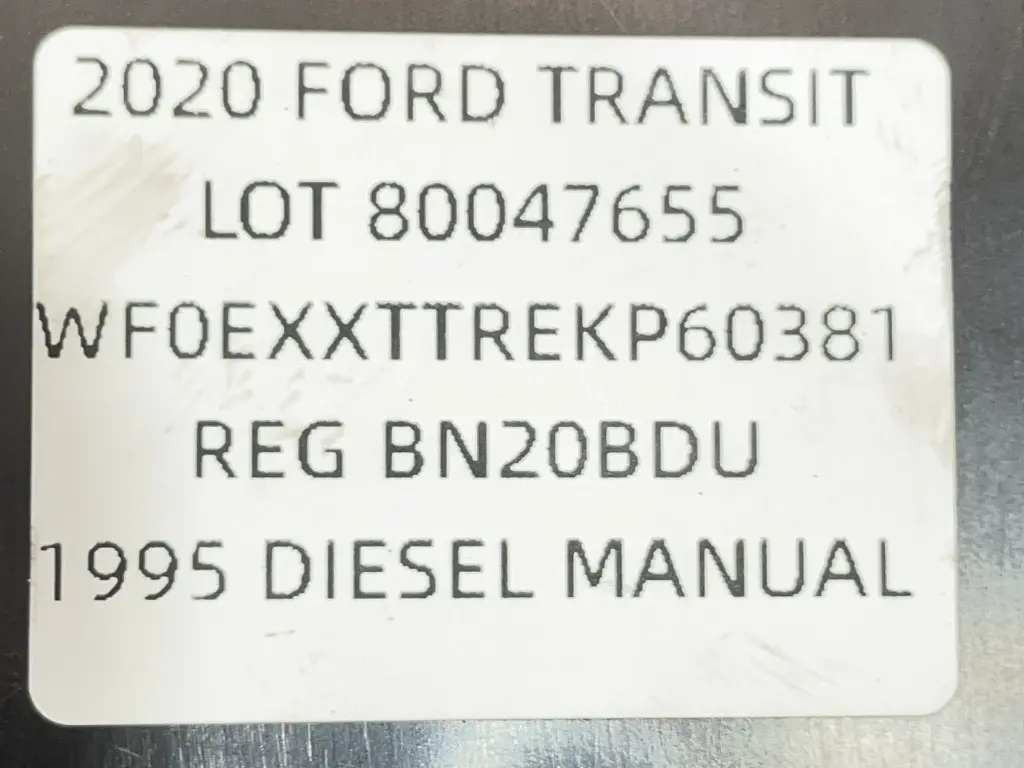 2020 FORD TRANSIT
LOT 80047655
WF0EXXTTREKP60381
REG BN20BDU
1995 DIESEL MANUAL